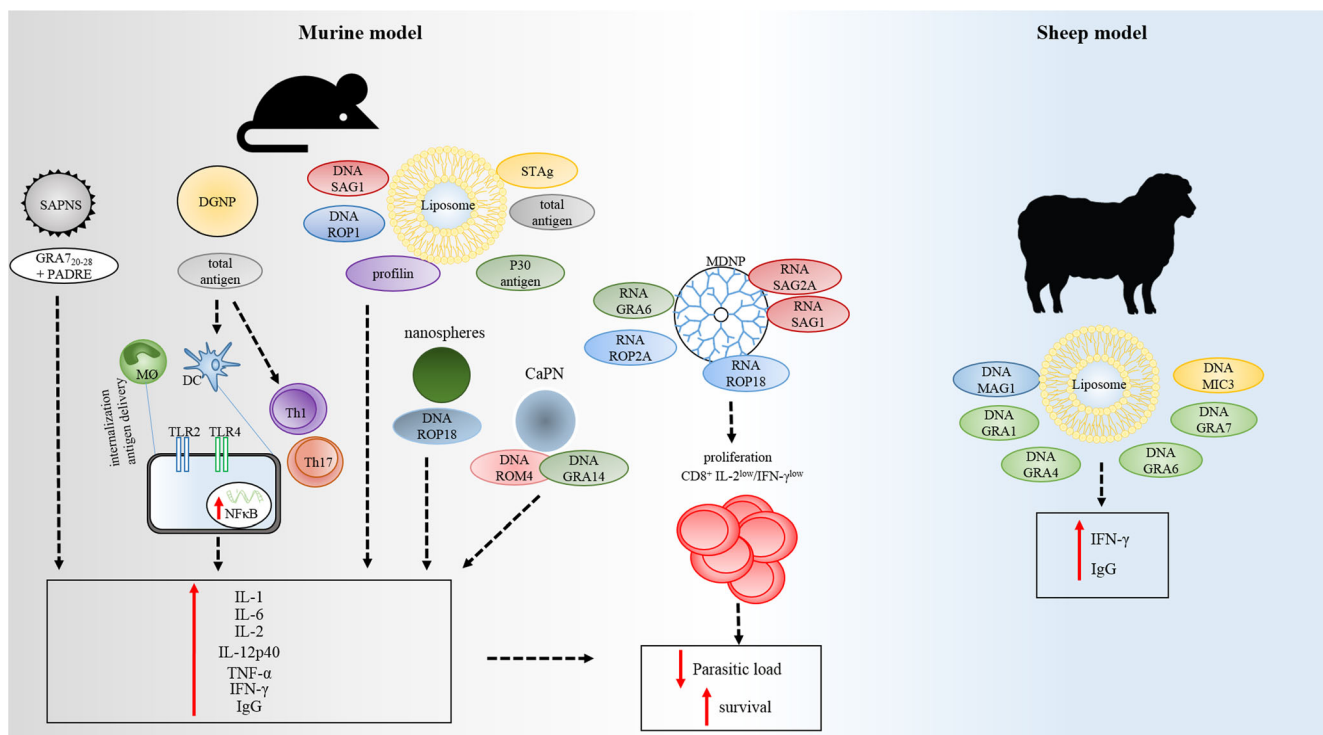 Murine model
Sheep model
SAPNS
GRA7₂₀₋₂₈
+ PADRE
DGNP
total
antigen
DNA
SAG1
DNA
ROP1
Liposome
STAg
total
antigen
profilin
P30
antigen
MØ
DC
internalization
antigen delivery
TLR2
TLR4
NFκB
Th1
Th17
nanospheres
DNA
ROP18
CaPN
DNA
ROM4
DNA
GRA14
MDNP
RNA
GRA6
RNA
ROP2A
RNA
SAG2A
RNA
SAG1
RNA
ROP18
proliferation
CD8⁺ IL-2ˡᵒʷ/IFN-γˡᵒʷ
IL-1
IL-6
IL-2
IL-12p40
TNF-α
IFN-γ
IgG
Parasitic load
survival
Liposome
DNA
MAG1
DNA
GRA1
DNA
GRA4
DNA
MIC3
DNA
GRA7
DNA
GRA6
IFN-γ
IgG